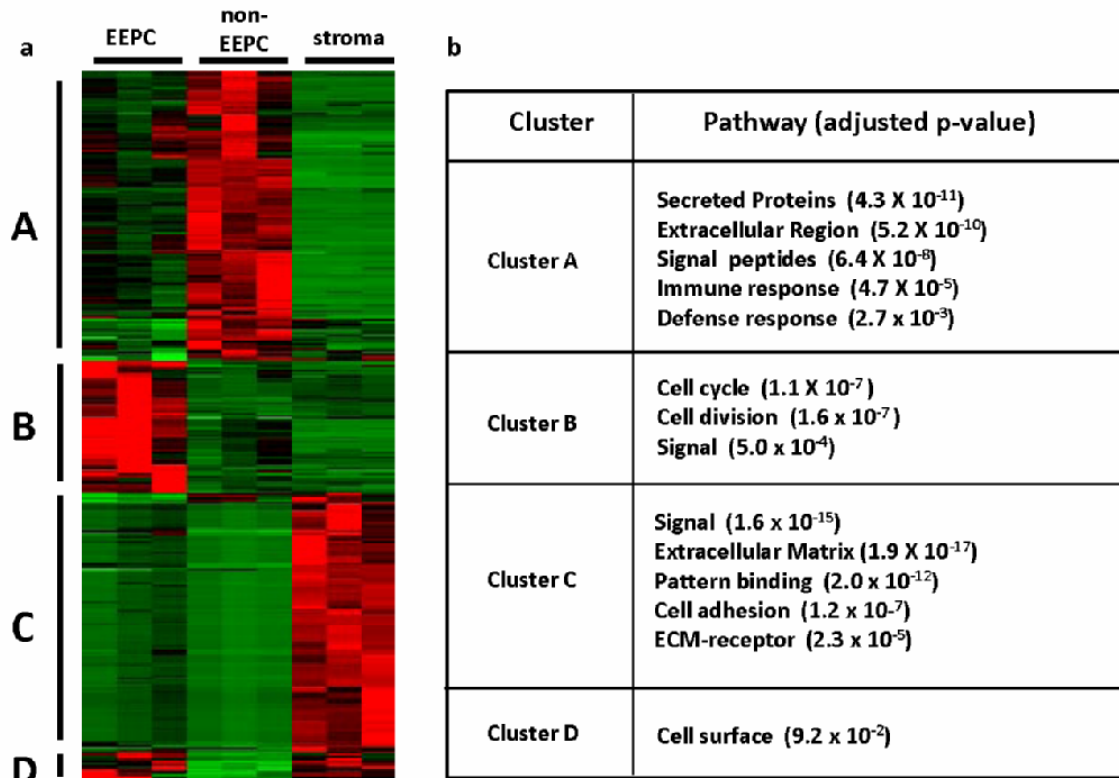 a
EEPC
non-
EEPC
stroma
A
B
C
D
b
Cluster
Pathway (adjusted p-value)
Cluster A
Secreted Proteins (4.3 X 10⁻¹¹)
Extracellular Region (5.2 X 10⁻¹⁰)
Signal peptides (6.4 X 10⁻⁸)
Immune response (4.7 X 10⁻⁵)
Defense response (2.7 x 10⁻³)
Cluster B
Cell cycle (1.1 X 10⁻⁷)
Cell division (1.6 x 10⁻⁷)
Signal (5.0 x 10⁻⁴)
Cluster C
Signal (1.6 x 10⁻¹⁵)
Extracellular Matrix (1.9 X 10⁻¹⁷)
Pattern binding (2.0 x 10⁻¹²)
Cell adhesion (1.2 x 10-⁷)
ECM-receptor (2.3 x 10⁻⁵)
Cluster D
Cell surface (9.2 x 10⁻²)